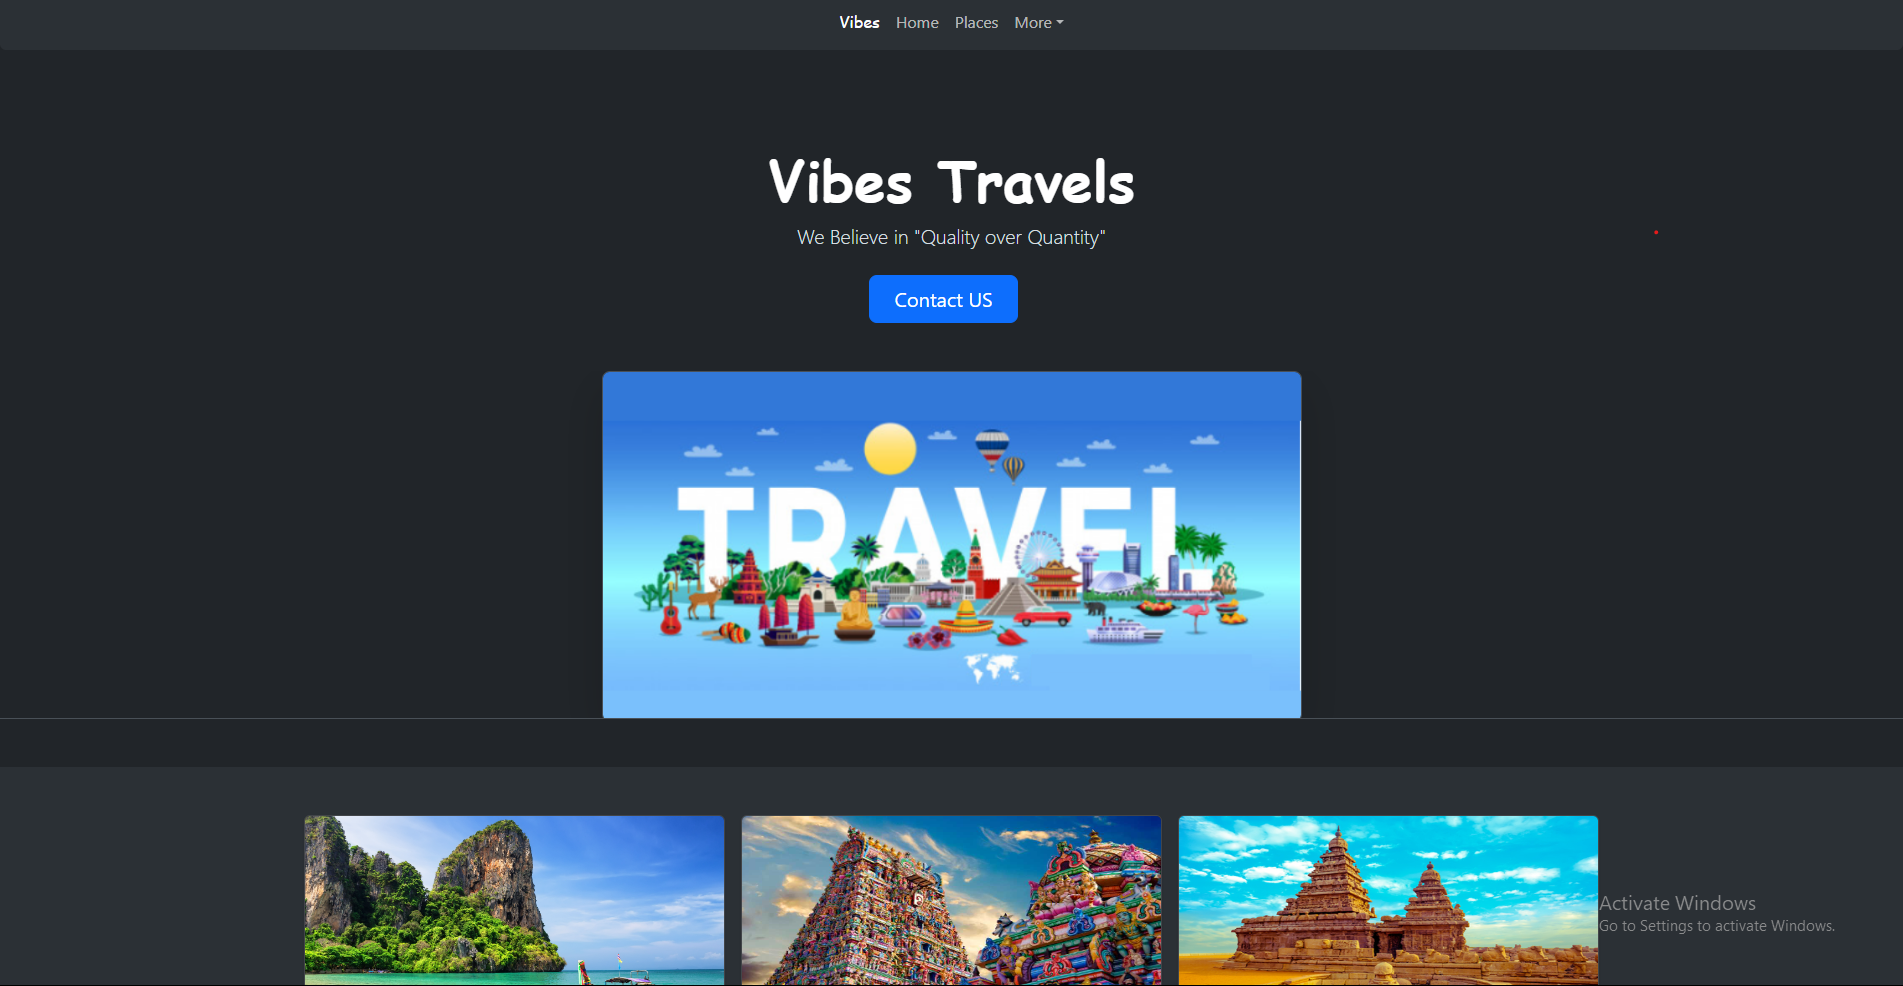 Vibes Home Places More
Vibes Travels
We Believe in "Quality over Quantity"
Contact US
TRAVEL
Activate Windows
Go to Settings to activate Windows.